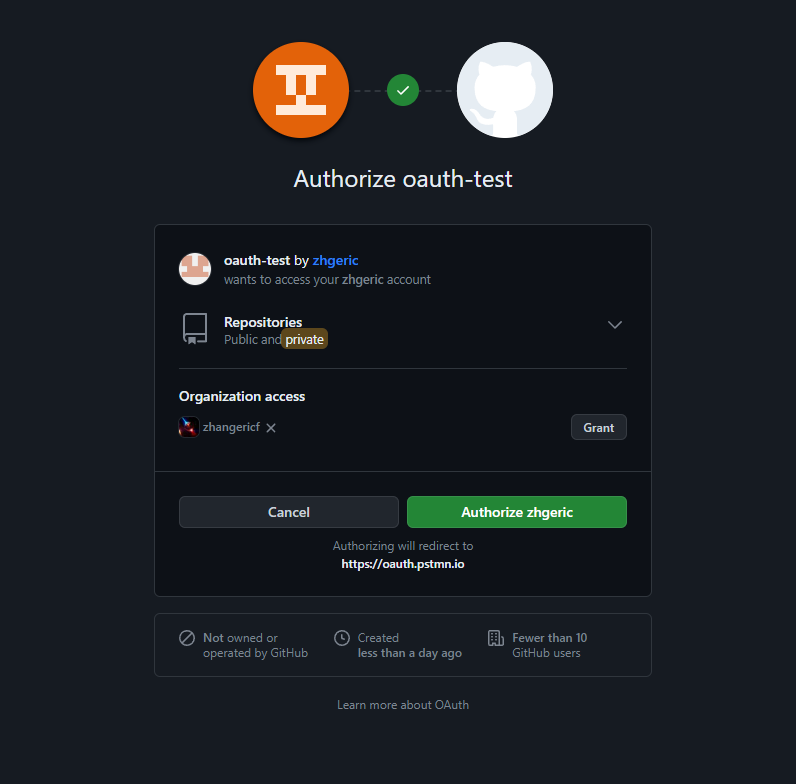 Authorize oauth-test
oauth-test by zhgeric
wants to access your zhgeric account
Repositories
Public and private
Organization access
zhangericf
Grant
Cancel
Authorize zhgeric
Authorizing will redirect to
https://oauth.pstmn.io
Not owned or
operated by GitHub
Created
less than a day ago
Fewer than 10
GitHub users
Learn more about OAuth